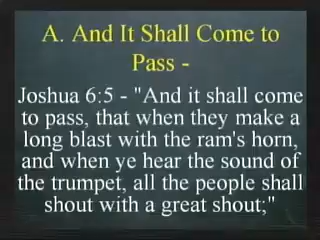 A. And It Shall Come to
Pass -
Joshua 6:5 - "And it shall come
to pass, that when they make a
long blast with the ram's horn,
and when ye hear the sound of
the trumpet, all the people shall
shout with a great shout;"